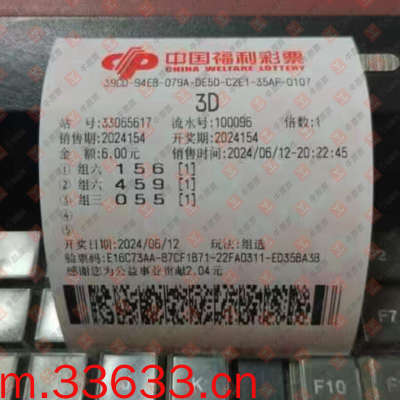 中国福利彩票
CHINA WELFARE LOTTERY
39CD-94EB-079A-DE5D-C2E1-35AF-0107
3D
站 号:33065617 流水号:100096 倍数:1
销售期:2024154 开奖期:2024154
金 额:6.00元 销售时间:2024/06/12-20:22:45
① 组六 1 5 6 [1]
② 组六 4 5 9 [1]
③ 组三 0 5 5 [1]
④
⑤
开奖日期:2024/06/12 玩法:组选
验票码:E16C73AA-87CF1B71-22FA0311-ED35BA3B
感谢您为公益事业贡献2.04元
m.33633.cn
K
F7
F10
F